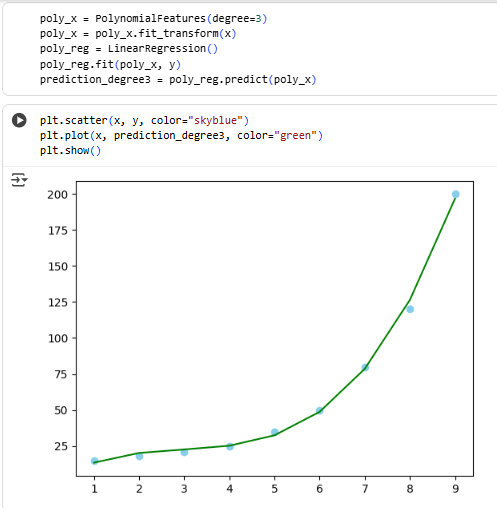 poly_x = PolynomialFeatures(degree=3)
poly_x = poly_x.fit_transform(x)
poly_reg = LinearRegression()
poly_reg.fit(poly_x, y)
prediction_degree3 = poly_reg.predict(poly_x)
plt.scatter(x, y, color="skyblue")
plt.plot(x, prediction_degree3, color="green")
plt.show()
200
175
150
125
100
75
50
25
1 2 3 4 5 6 7 8 9